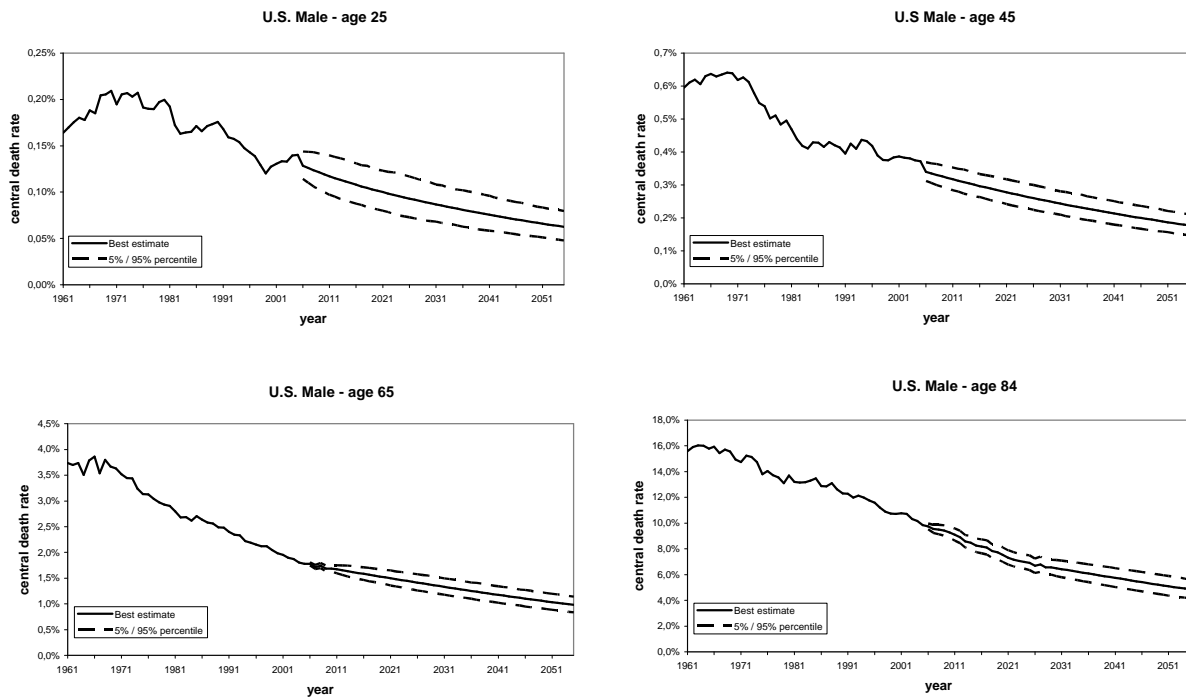 U.S. Male - age 25
0,25%
0,20%
0,15%
0,10%
0,05%
0,00%
central death rate
Best estimate
5% / 95% percentile
1961 1971 1981 1991 2001 2011 2021 2031 2041 2051
year
U.S Male - age 45
0,7%
0,6%
0,5%
0,4%
0,3%
0,2%
0,1%
0,0%
central death rate
Best estimate
5% / 95% percentile
1961 1971 1981 1991 2001 2011 2021 2031 2041 2051
year
U.S. Male - age 65
4,5%
4,0%
3,5%
3,0%
2,5%
2,0%
1,5%
1,0%
0,5%
0,0%
central death rate
Best estimate
5% / 95% percentile
1961 1971 1981 1991 2001 2011 2021 2031 2041 2051
year
U.S. Male - age 84
18,0%
16,0%
14,0%
12,0%
10,0%
8,0%
6,0%
4,0%
2,0%
0,0%
central death rate
Best estimate
5% / 95% percentile
1961 1971 1981 1991 2001 2011 2021 2031 2041 2051
year